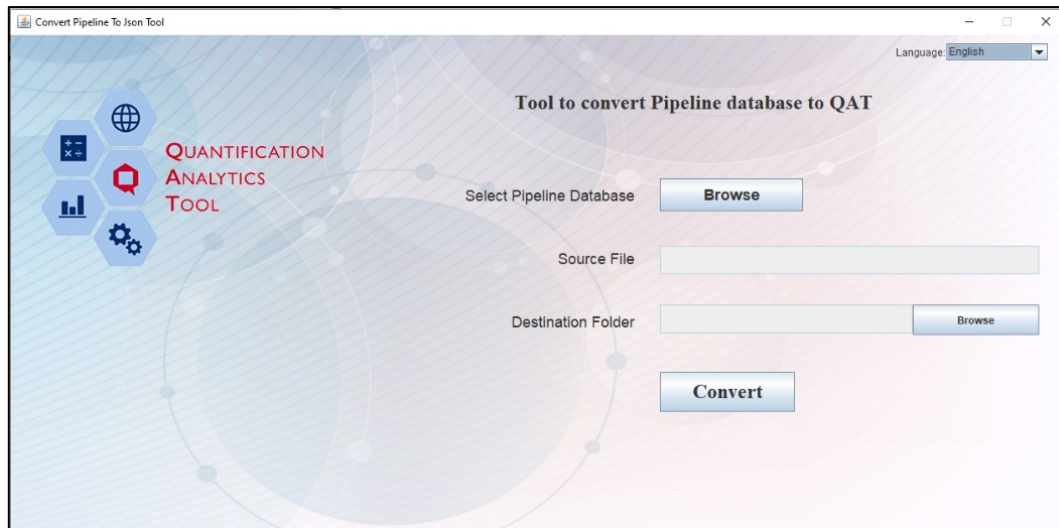 Convert Pipeline To Json Tool
Language: English
Tool to convert Pipeline database to QAT
QUANTIFICATION
ANALYTICS
TOOL
Select Pipeline Database Browse
Source File
Destination Folder Browse
Convert